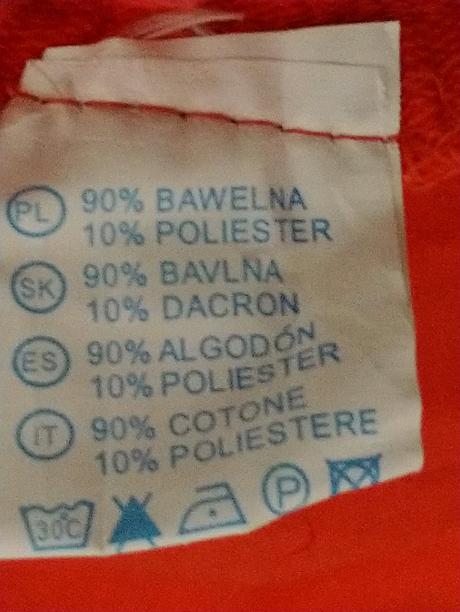 PL 90% BAWELNA
10% POLIESTER
SK 90% BAVLNA
10% DACRON
ES 90% ALGODÓN
10% POLIESTER
IT 90% COTONE
10% POLIESTERE
30C P